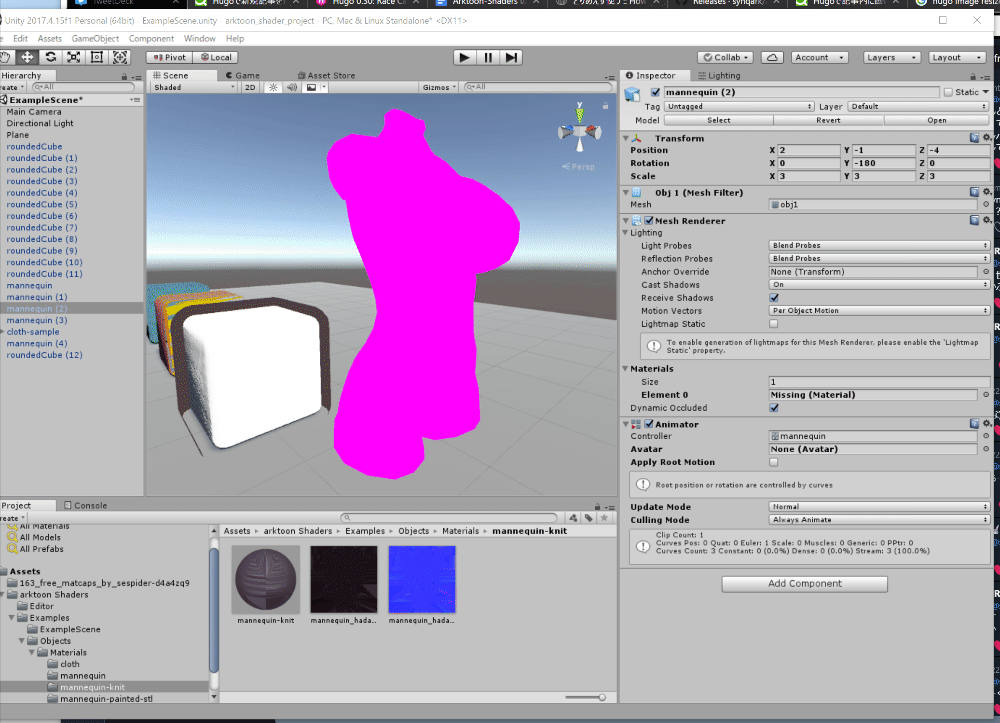 TweetDeck
Hugo 0.30: Race C
Arktoon-Shaders
Releases · synqark/
hugo image resize
Unity 2017.4.15f1 Personal (64bit) - ExampleScene.unity - arktoon_shader_project - PC, Mac & Linux Standalone* <DX11>
Edit Assets GameObject Component Window Help
Pivot Local Collab Account Layers Layout
Hierarchy
Create All
ExampleScene*
Main Camera
Directional Light
Plane
roundedCube
roundedCube (1)
roundedCube (2)
roundedCube (3)
roundedCube (4)
roundedCube (5)
roundedCube (6)
roundedCube (7)
roundedCube (8)
roundedCube (9)
roundedCube (10)
roundedCube (11)
mannequin
mannequin (1)
mannequin (2)
mannequin (3)
cloth-sample
mannequin (4)
roundedCube (12)
Scene Game Asset Store
Shaded 2D Gizmos All
y
Persp
Inspector Lighting
mannequin (2) Static
Tag Untagged Layer Default
Model Select Revert Open
Transform
Position X 2 Y -1 Z -4
Rotation X 0 Y -180 Z 0
Scale X 3 Y 3 Z 3
Obj 1 (Mesh Filter)
Mesh obj1
Mesh Renderer
Lighting
Light Probes Blend Probes
Reflection Probes Blend Probes
Anchor Override None (Transform)
Cast Shadows On
Receive Shadows
Motion Vectors Per Object Motion
Lightmap Static
To enable generation of lightmaps for this Mesh Renderer, please enable the 'Lightmap
Static' property.
Materials
Size 1
Element 0 Missing (Material)
Dynamic Occluded
Animator
Controller mannequin
Avatar None (Avatar)
Apply Root Motion
Root position or rotation are controlled by curves
Update Mode Normal
Culling Mode Always Animate
Clip Count: 1
Curves Pos: 0 Quat: 0 Euler: 1 Scale: 0 Muscles: 0 Generic: 0 PPtr: 0
Curves Count: 3 Constant: 0 (0.0%) Dense: 0 (0.0%) Stream: 3 (100.0%)
Add Component
Project Console
Create
All Materials
All Models
All Prefabs
Assets
163_free_matcaps_by_sespider-d4a4zq9
arktoon Shaders
Editor
Examples
ExampleScene
Objects
Materials
cloth
mannequin
mannequin-knit
mannequin-painted-stl
Assets ▸ arktoon Shaders ▸ Examples ▸ Objects ▸ Materials ▸ mannequin-knit
mannequin-knit mannequin_hada... mannequin_hada...